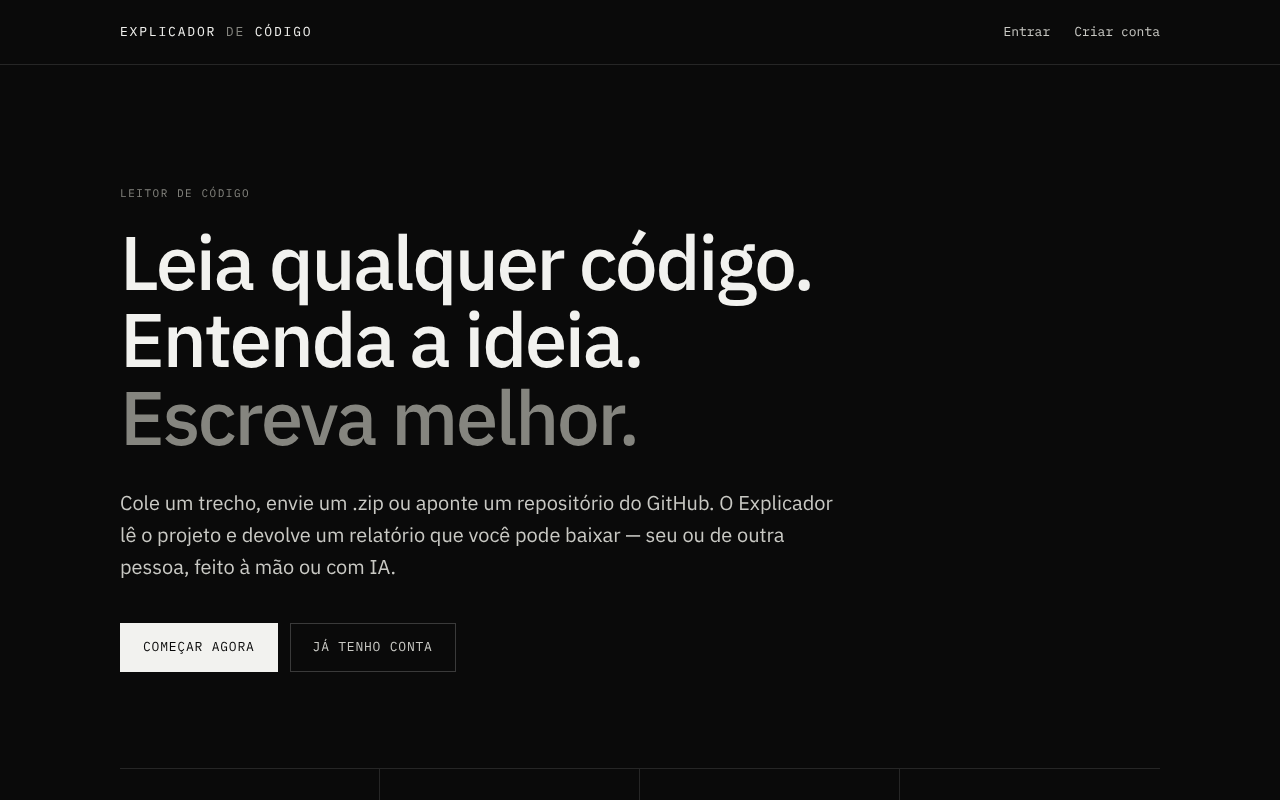 EXPLICADOR DE CÓDIGO
Entrar
Criar conta
LEITOR DE CÓDIGO
Leia qualquer código.
Entenda a ideia.
Escreva melhor.
Cole um trecho, envie um .zip ou aponte um repositório do GitHub. O Explicador
lê o projeto e devolve um relatório que você pode baixar — seu ou de outra
pessoa, feito à mão ou com IA.
COMEÇAR AGORA
JÁ TENHO CONTA